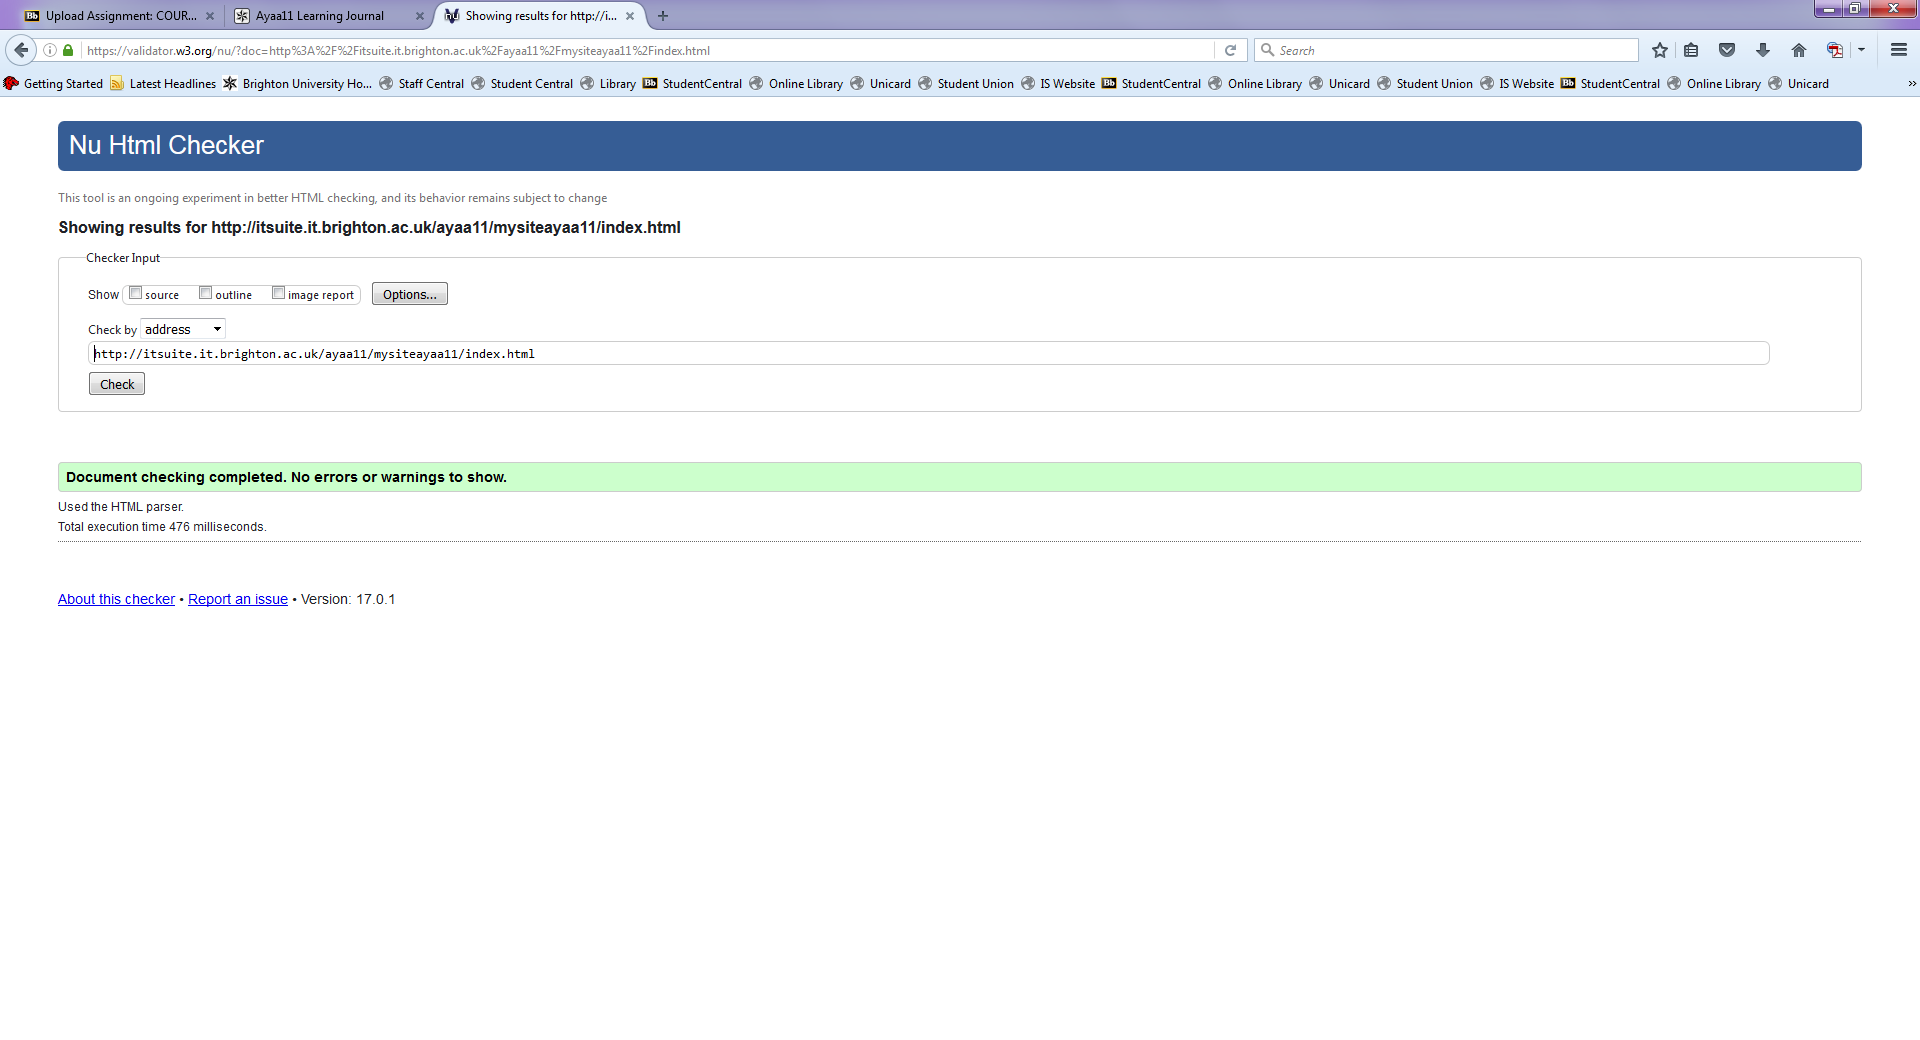 Upload Assignment: COUR...
Ayaa11 Learning Journal
Showing results for http://i...
https://validator.w3.org/nu/?doc=http%3A%2F%2Fitsuite.it.brighton.ac.uk%2Fayaa11%2Fmysiteayaa11%2Findex.html
Search
Getting Started Latest Headlines Brighton University Ho... Staff Central Student Central Library StudentCentral Online Library Unicard Student Union IS Website StudentCentral Online Library Unicard Student Union IS Website StudentCentral Online Library Unicard »
Nu Html Checker
This tool is an ongoing experiment in better HTML checking, and its behavior remains subject to change
Showing results for http://itsuite.it.brighton.ac.uk/ayaa11/mysiteayaa11/index.html
Checker Input
Show source outline image report Options...
Check by address
http://itsuite.it.brighton.ac.uk/ayaa11/mysiteayaa11/index.html
Check
Document checking completed. No errors or warnings to show.
Used the HTML parser.
Total execution time 476 milliseconds.
About this checker • Report an issue • Version: 17.0.1